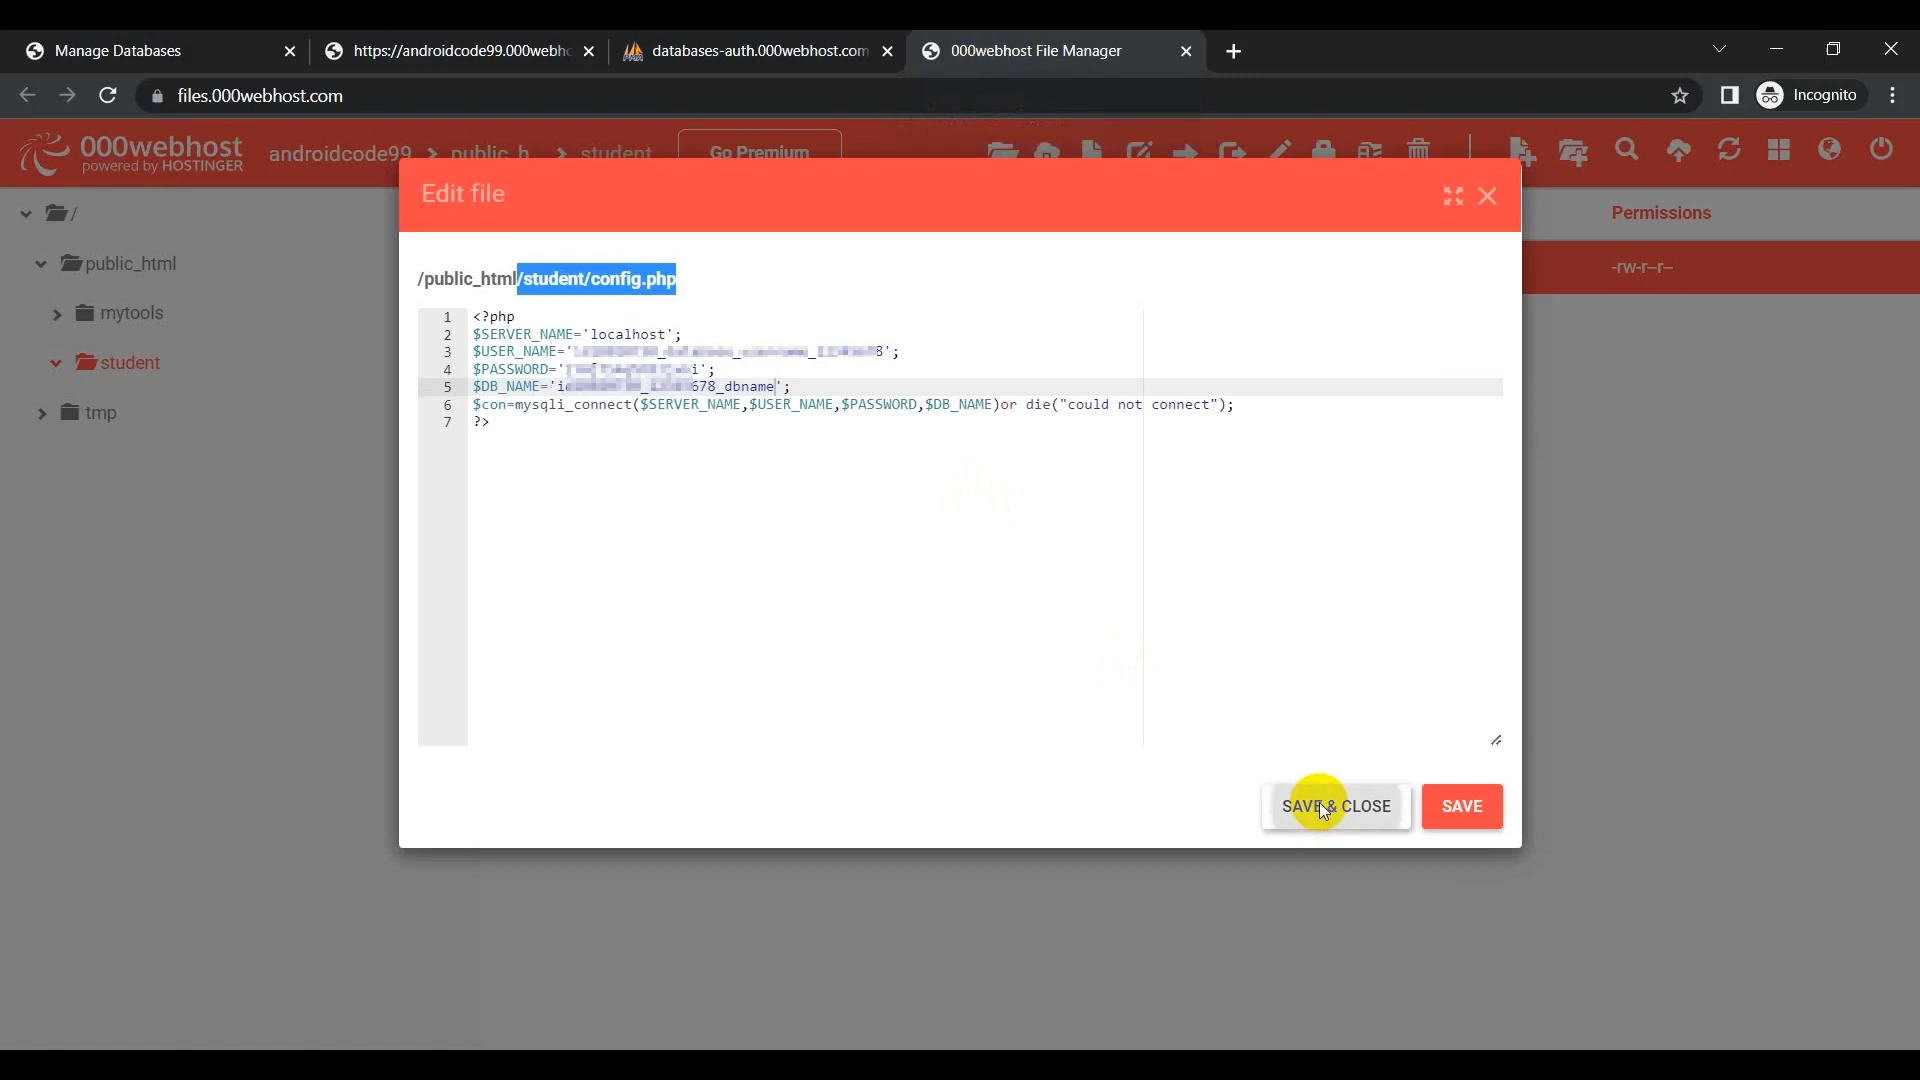 Manage Databases
https://androidcode99.000webh
databases-auth.000webhost.com
000webhost File Manager
files.000webhost.com
Incognito
000webhost
powered by HOSTINGER
androidcode99 > public_h > student
Go Premium
Edit file
/
Permissions
public_html
-rw-r--r--
/public_html/student/config.php
mytools
student
tmp
1 <?php
2 $SERVER_NAME='localhost';
3 $USER_NAME=' 8';
4 $PASSWORD=' i';
5 $DB_NAME='i 678_dbname';
6 $con=mysqli_connect($SERVER_NAME,$USER_NAME,$PASSWORD,$DB_NAME)or die("could not connect");
7 ?>
SAVE & CLOSE
SAVE